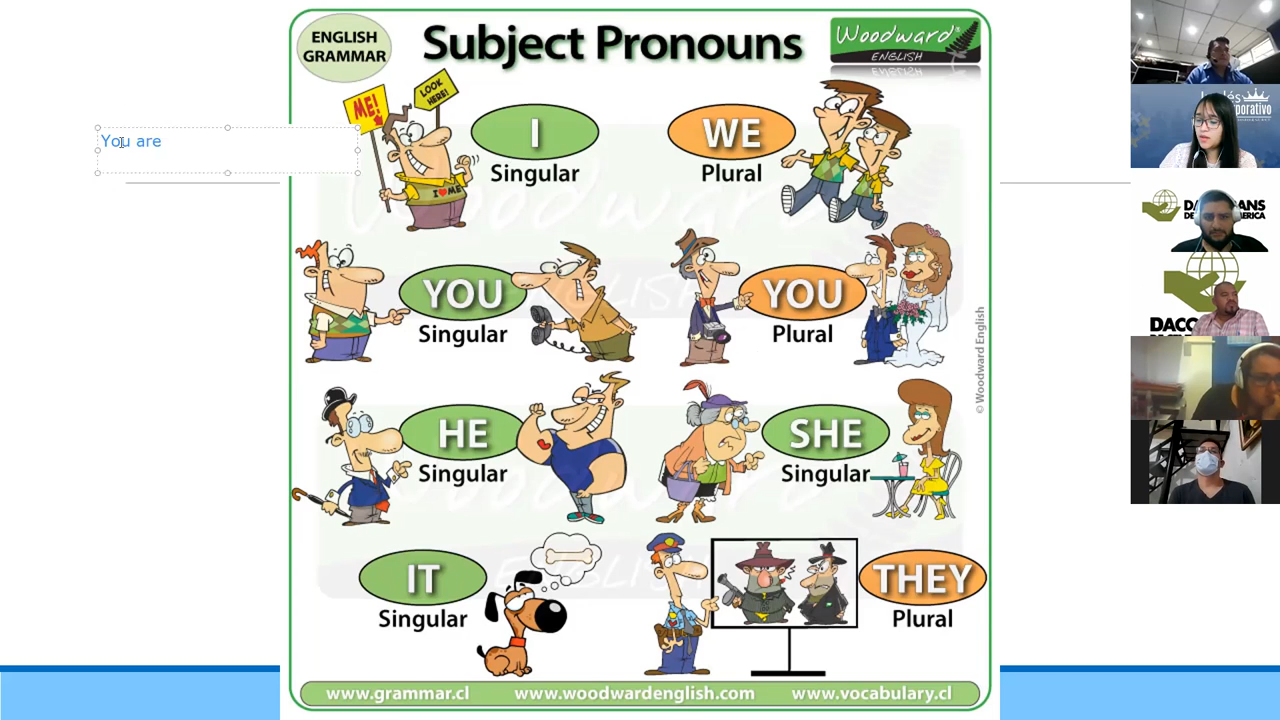 ENGLISH
GRAMMAR
Subject Pronouns
Woodward®
ENGLISH
ME!
LOOK
HERE!
You are
I
Singular
WE
Plural
I ME
YOU
Singular
YOU
Plural
HE
Singular
SHE
Singular
IT
Singular
THEY
Plural
© Woodward English
www.grammar.cl
www.woodwardenglish.com
www.vocabulary.cl